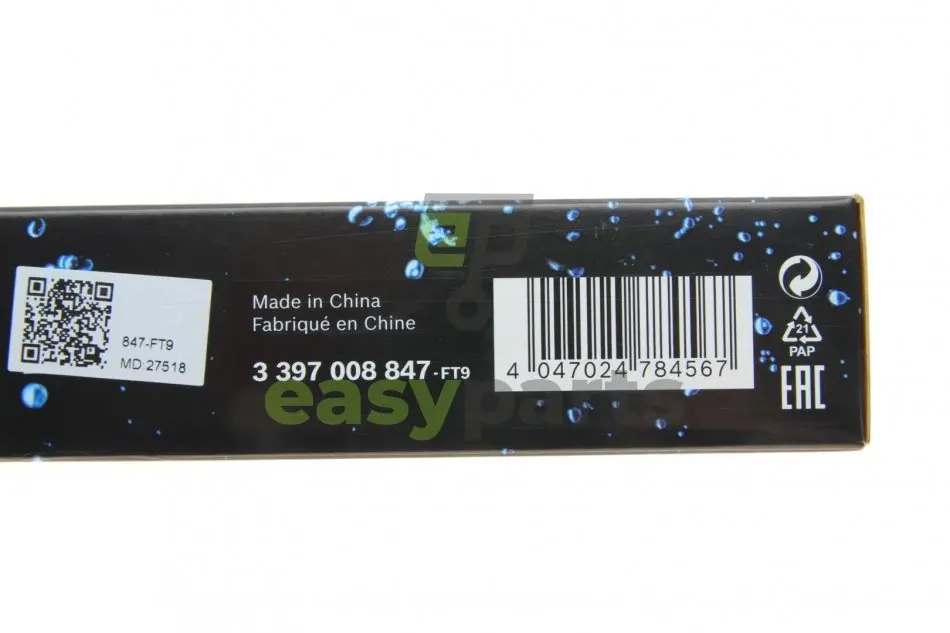 847-FT9
MD 27518
Made in China
Fabriqué en Chine
3 397 008 847-FT9
4 047024 784567
21
PAP
EAC
ep
easyparts